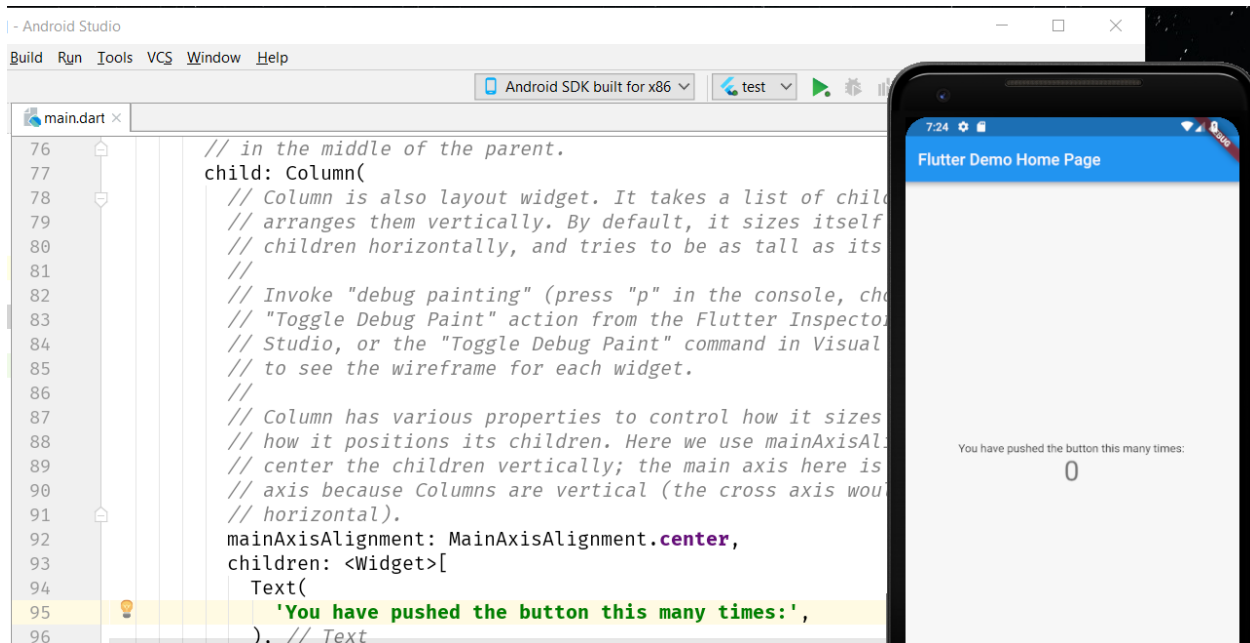 - Android Studio
Build Run Tools VCS Window Help
Android SDK built for x86 test
main.dart
76 // in the middle of the parent.
77 child: Column(
78 // Column is also layout widget. It takes a list of
79 // arranges them vertically. By default, it sizes itself
80 // children horizontally, and tries to be as tall as its
81 //
82 // Invoke "debug painting" (press "p" in the console,
83 // "Toggle Debug Paint" action from the Flutter
84 // Studio, or the "Toggle Debug Paint" command in Visual
85 // to see the wireframe for each widget.
86 //
87 // Column has various properties to control how it sizes
88 // how it positions its children. Here we use
89 // center the children vertically; the main axis here is
90 // axis because Columns are vertical (the cross axis
91 // horizontal).
92 mainAxisAlignment: MainAxisAlignment.center,
93 children: <Widget>[
94 Text(
95 'You have pushed the button this many times:',
96 ), // Text
7:24
DEBUG
Flutter Demo Home Page
You have pushed the button this many times:
0